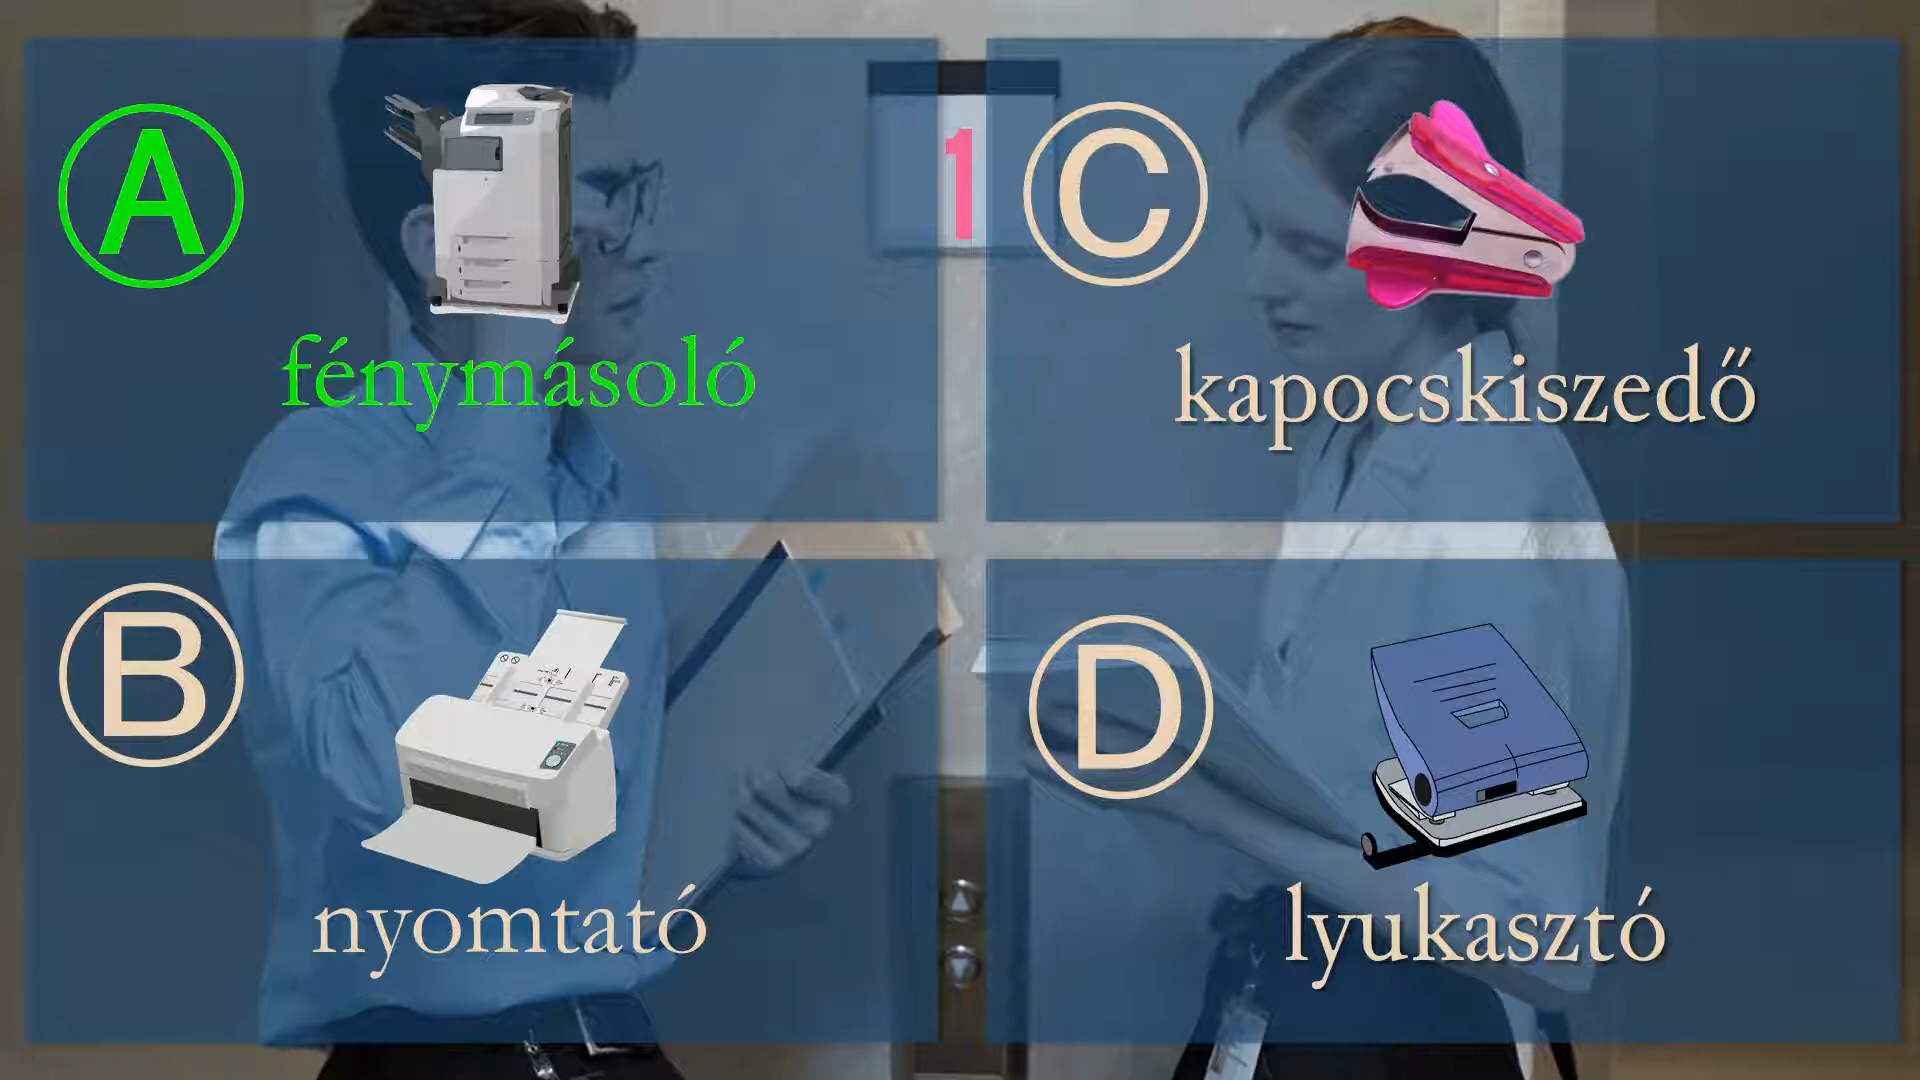 A
fénymásoló
1
C
kapocskiszedő
B
nyomtató
D
lyukasztó